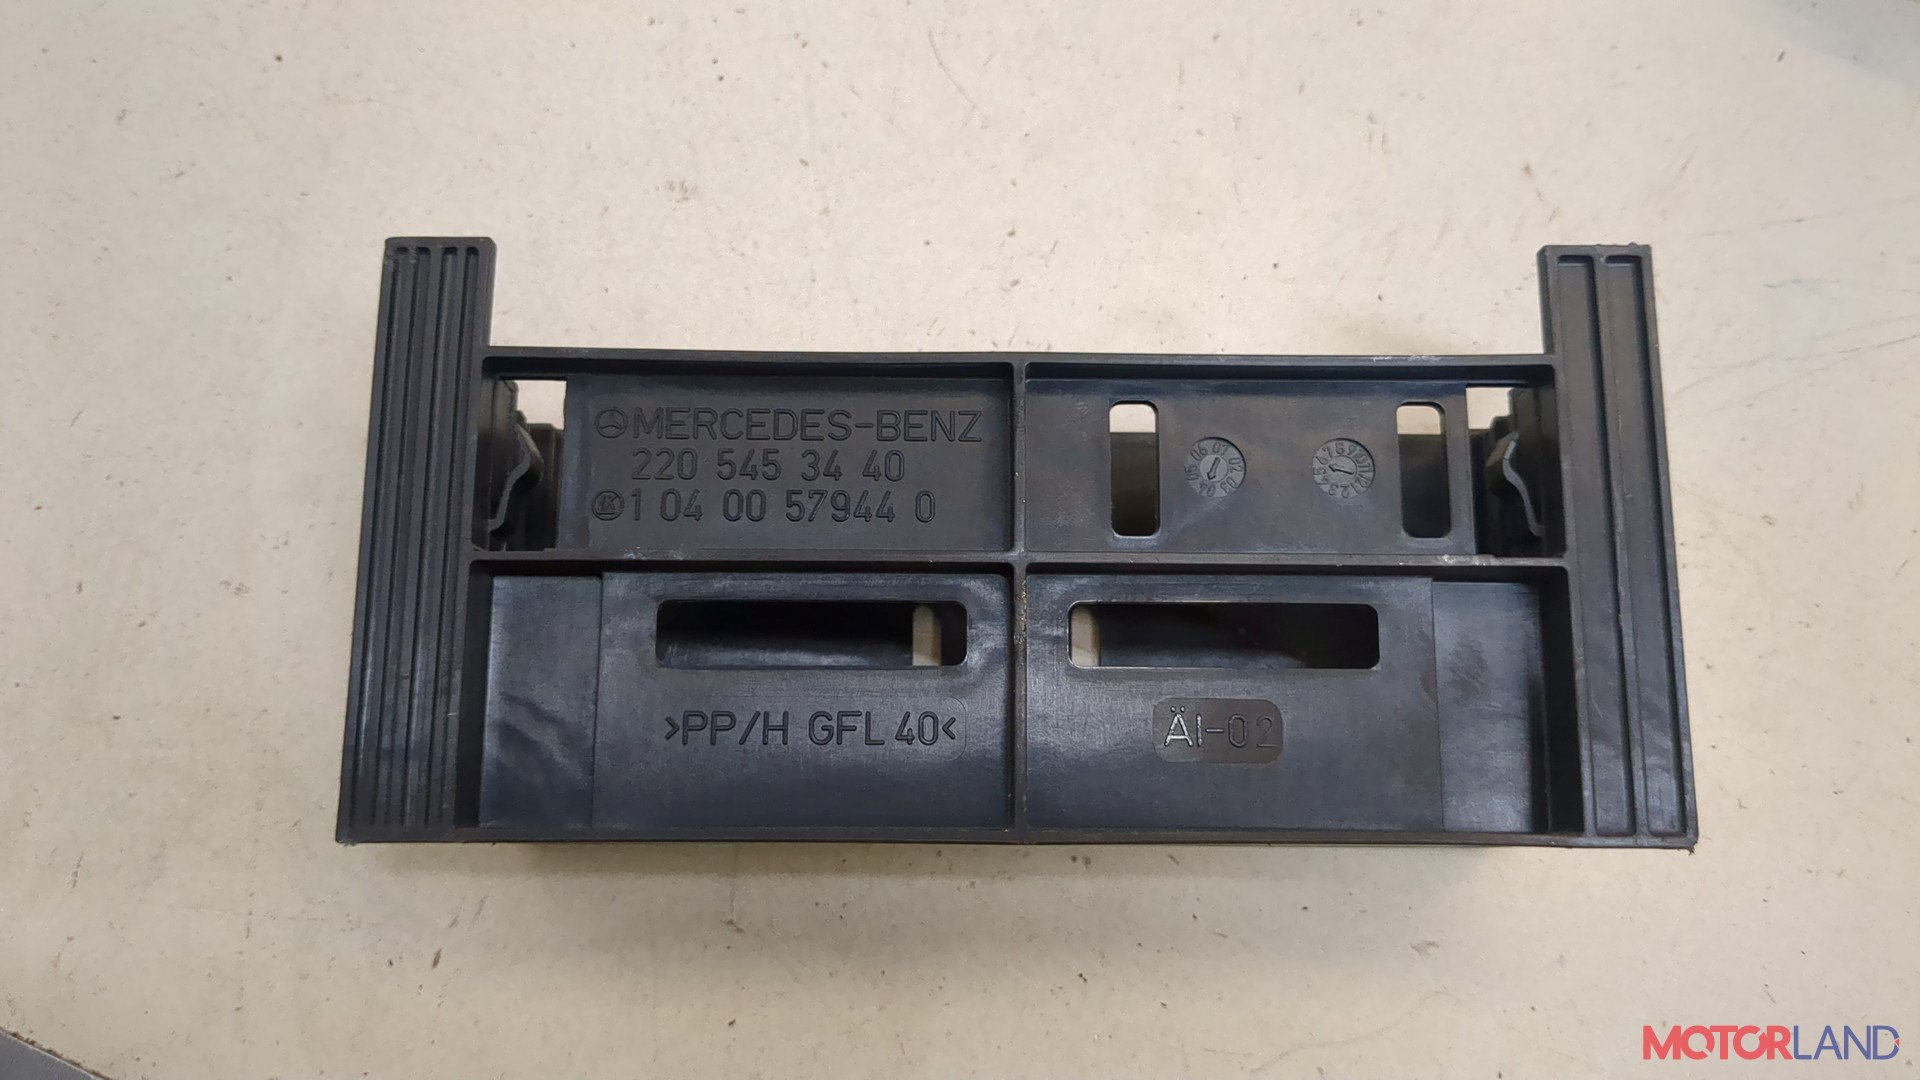 MERCEDES-BENZ
220 545 34 40
1 04 00 57944 0
>PP/H GFL 40<
ÄI-02
MOTORLAND